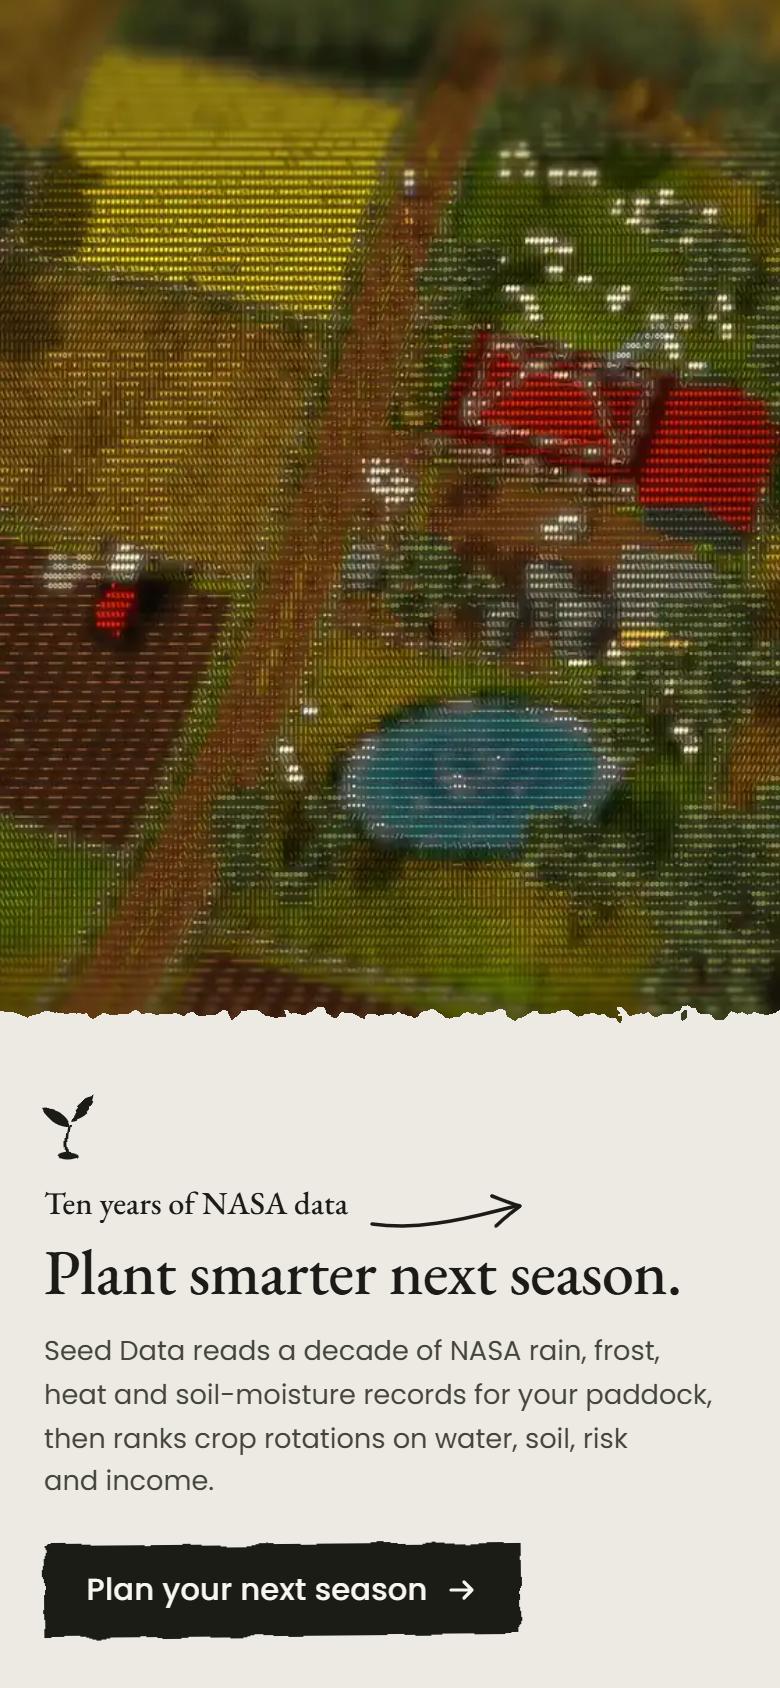 Ten years of NASA data
Plant smarter next season.
Seed Data reads a decade of NASA rain, frost,
heat and soil-moisture records for your paddock,
then ranks crop rotations on water, soil, risk
and income.
Plan your next season →